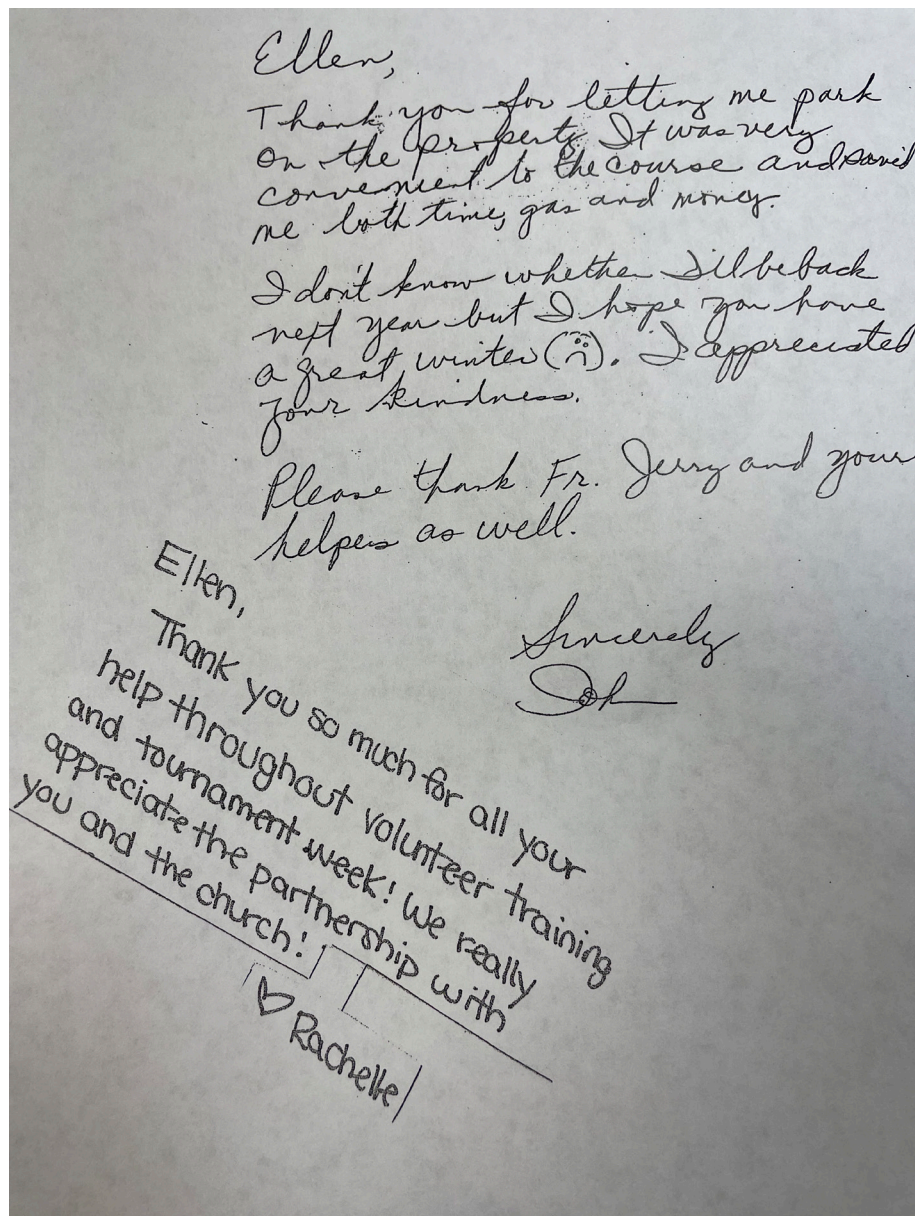 Ellen,
Thank you for letting me park
on the property. It was very
convenient to the course and saved
me both time, gas and money.
I don't know whether I'll be back
next year but I hope you have
a great winter (☹). I appreciated
your kindness.
Please thank Fr. Jerry and your
helpers as well.
Sincerely
John
Ellen,
Thank you so much for all your
help throughout volunteer training
and tournament week! We really
appreciate the partnership with
you and the church!
♡ Rachelle